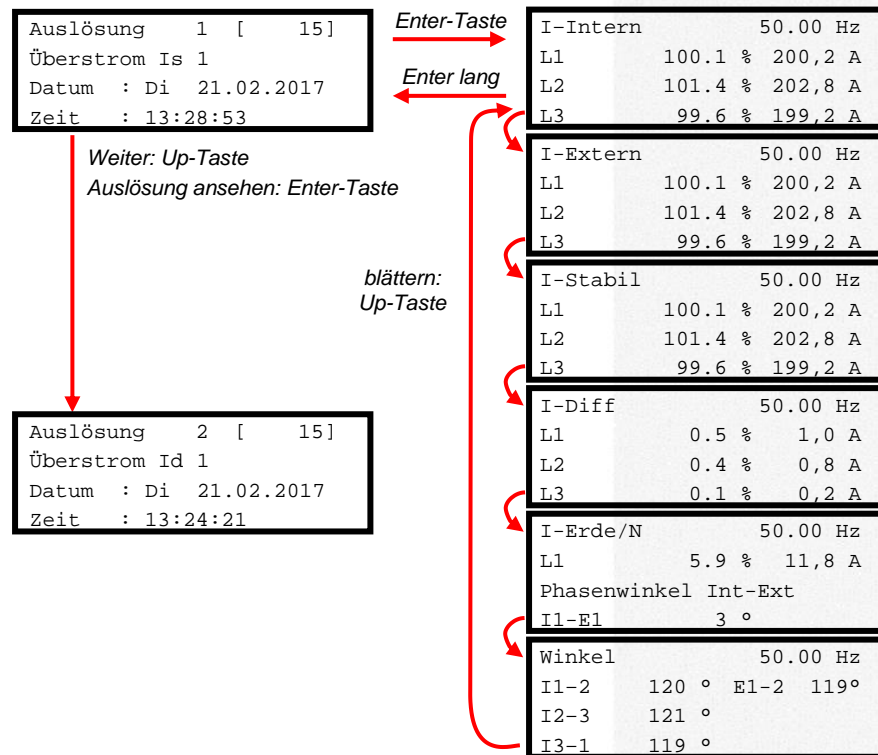 Auslösung 1 [ 15]
Überstrom Is 1
Datum : Di 21.02.2017
Zeit : 13:28:53
Enter-Taste
Enter lang
Weiter: Up-Taste
Auslösung ansehen: Enter-Taste
Auslösung 2 [ 15]
Überstrom Id 1
Datum : Di 21.02.2017
Zeit : 13:24:21
blättern:
Up-Taste
I-Intern 50.00 Hz
L1 100.1 % 200,2 A
L2 101.4 % 202,8 A
L3 99.6 % 199,2 A
I-Extern 50.00 Hz
L1 100.1 % 200,2 A
L2 101.4 % 202,8 A
L3 99.6 % 199,2 A
I-Stabil 50.00 Hz
L1 100.1 % 200,2 A
L2 101.4 % 202,8 A
L3 99.6 % 199,2 A
I-Diff 50.00 Hz
L1 0.5 % 1,0 A
L2 0.4 % 0,8 A
L3 0.1 % 0,2 A
I-Erde/N 50.00 Hz
L1 5.9 % 11,8 A
Phasenwinkel Int-Ext
I1-E1 3 °
Winkel 50.00 Hz
I1-2 120 ° E1-2 119°
I2-3 121 °
I3-1 119 °